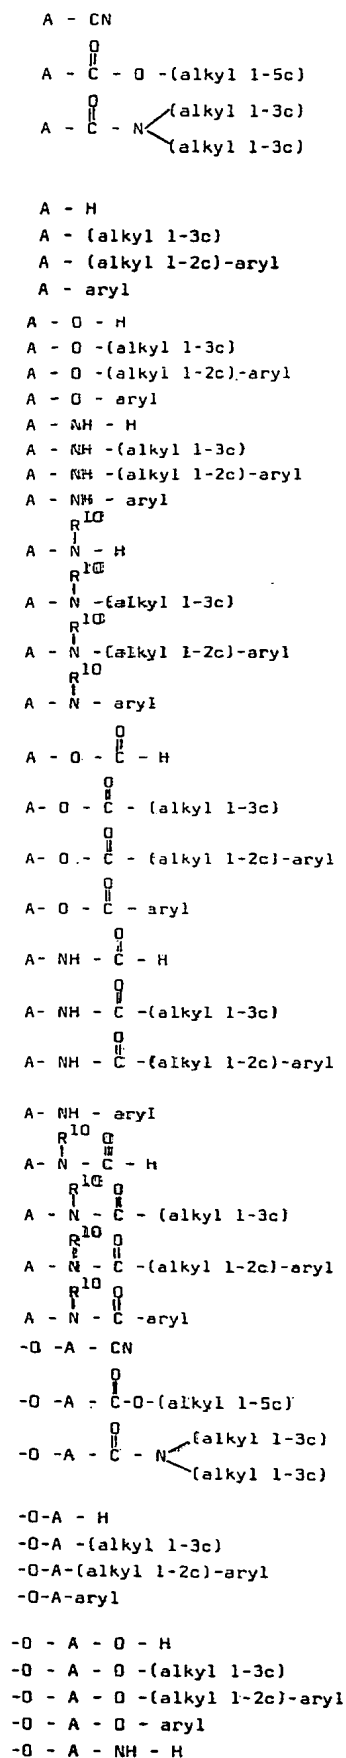 A - CN
O
A - C - O -(alkyl 1-5c)
O
(alkyl 1-3c)
A - C - N
(alkyl 1-3c)
A - H
A - (alkyl 1-3c)
A - (alkyl 1-2c)-aryl
A - aryl
A - O - H
A - O -(alkyl 1-3c)
A - O -(alkyl 1-2c)-aryl
A - O - aryl
A - NH - H
A - NH -(alkyl 1-3c)
A - NH -(alkyl 1-2c)-aryl
A - NH - aryl
R10
A - N - H
R10
A - N -(alkyl 1-3c)
R10
A - N -(alkyl 1-2c)-aryl
R10
A - N - aryl
O
A - O - C - H
O
A- O - C - (alkyl 1-3c)
O
A - O - C - (alkyl 1-2c)-aryl
O
A- O - C - aryl
O
A- NH - C - H
O
A- NH - C -(alkyl 1-3c)
O
A- NH - C -(alkyl 1-2c)-aryl
A- NH - aryl
R10 O
A- N - C - H
R10 O
A - N - C - (alkyl 1-3c)
R10 O
A - N - C -(alkyl 1-2c)-aryl
R10 O
A - N - C -aryl
-O -A - CN
O
-O -A - C-O-(alkyl 1-5c)
O
(alkyl 1-3c)
-O -A - C - N
(alkyl 1-3c)
-O-A - H
-O-A -(alkyl 1-3c)
-O-A-(alkyl 1-2c)-aryl
-O-A-aryl
-O - A - O - H
-O - A - O -(alkyl 1-3c)
-O - A - O -(alkyl 1-2c)-aryl
-O - A - O - aryl
-O - A - NH - H